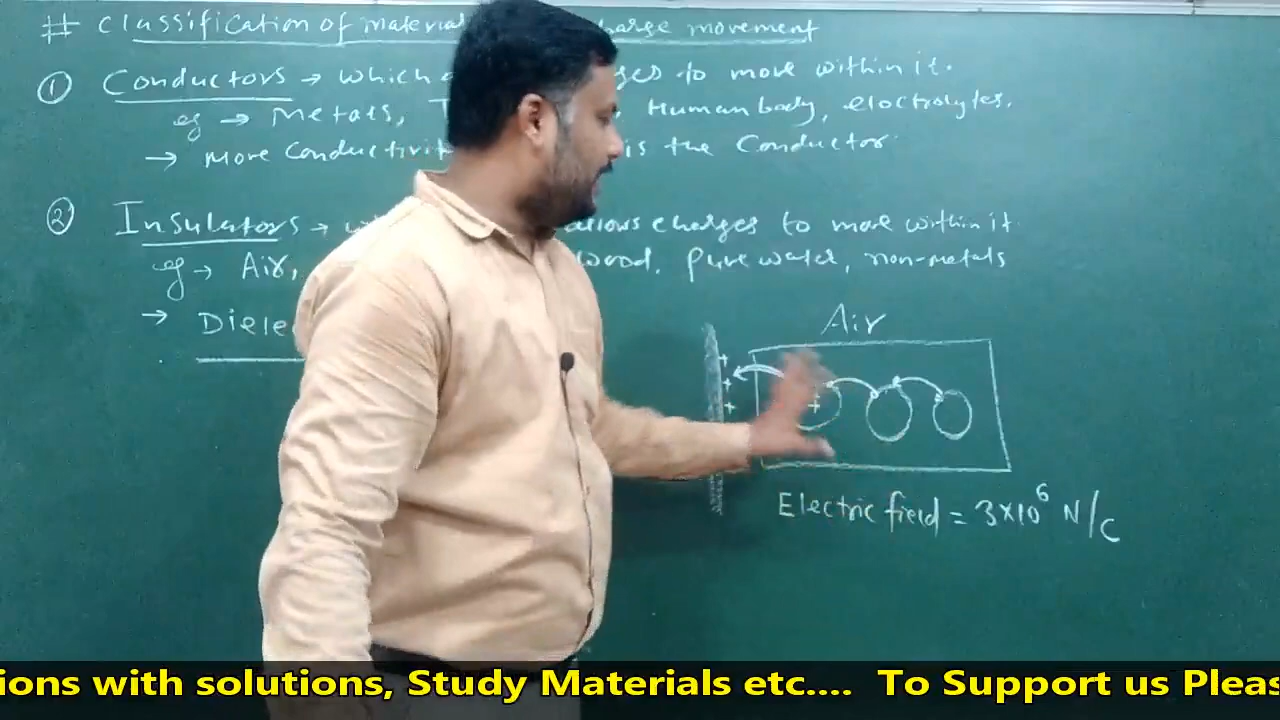 # Classification of material movement
① Conductors → which to move within it.
eg → Metals, Human body, electrolytes.
→ More Conductivit is the Conductor
② Insulators → allows charges to move within it.
eg → Air, wood, pure water, non-metals
→ Diele
Air
+
+
+
+
Electric field = 3×10⁶ N/C
ions with solutions, Study Materials etc.... To Support us Pleas